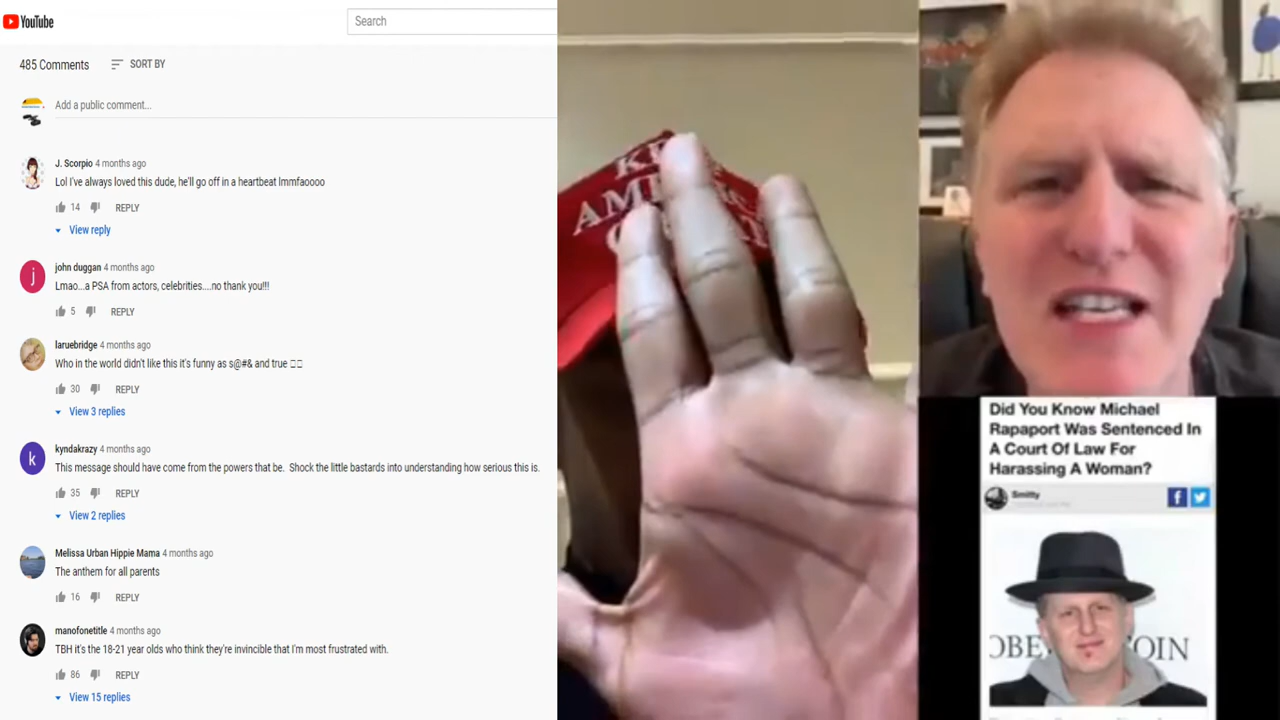 YouTube
Search
485 Comments
SORT BY
Add a public comment...
J. Scorpio 4 months ago
Lol I've always loved this dude, he'll go off in a heartbeat lmmfaoooo
14 REPLY
View reply
john duggan 4 months ago
Lmao...a PSA from actors, celebrities....no thank you!!!
5 REPLY
laruebridge 4 months ago
Who in the world didn't like this it's funny as s@#& and true □□
30 REPLY
View 3 replies
k
kyndakrazy 4 months ago
This message should have come from the powers that be. Shock the little bastards into understanding how serious this is.
35 REPLY
View 2 replies
Melissa Urban Hippie Mama 4 months ago
The anthem for all parents
16 REPLY
manofonetitle 4 months ago
TBH it's the 18-21 year olds who think they're invincible that I'm most frustrated with.
86 REPLY
View 15 replies
j
Did You Know Michael
Rapaport Was Sentenced In
A Court Of Law For
Harassing A Woman?
Smitty
f
OBE OIN